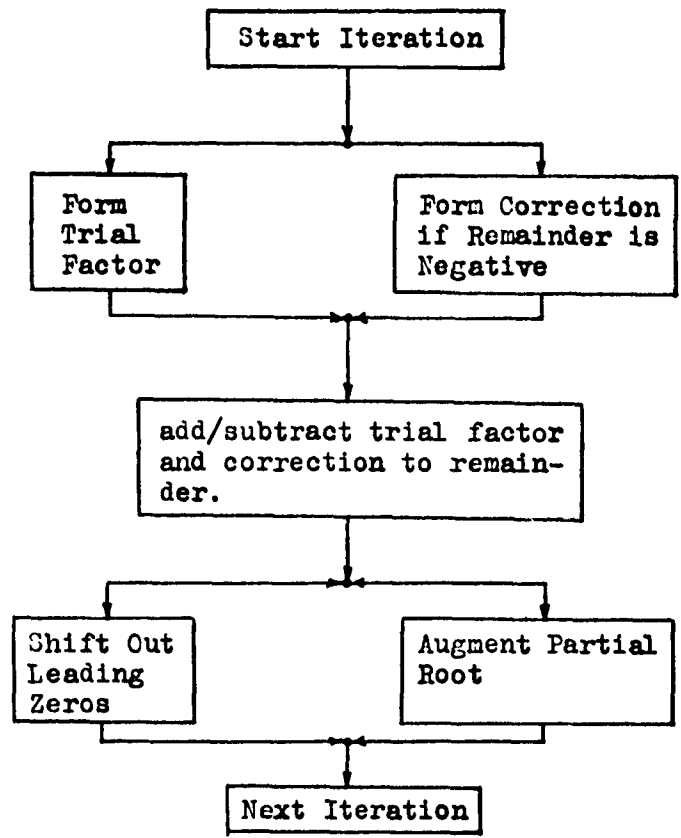 Start Iteration
Form
Trial
Factor
Form Correction
if Remainder is
Negative
add/subtract trial factor
and correction to remain-
der.
Shift Out
Leading
Zeros
Augment Partial
Root
Next Iteration